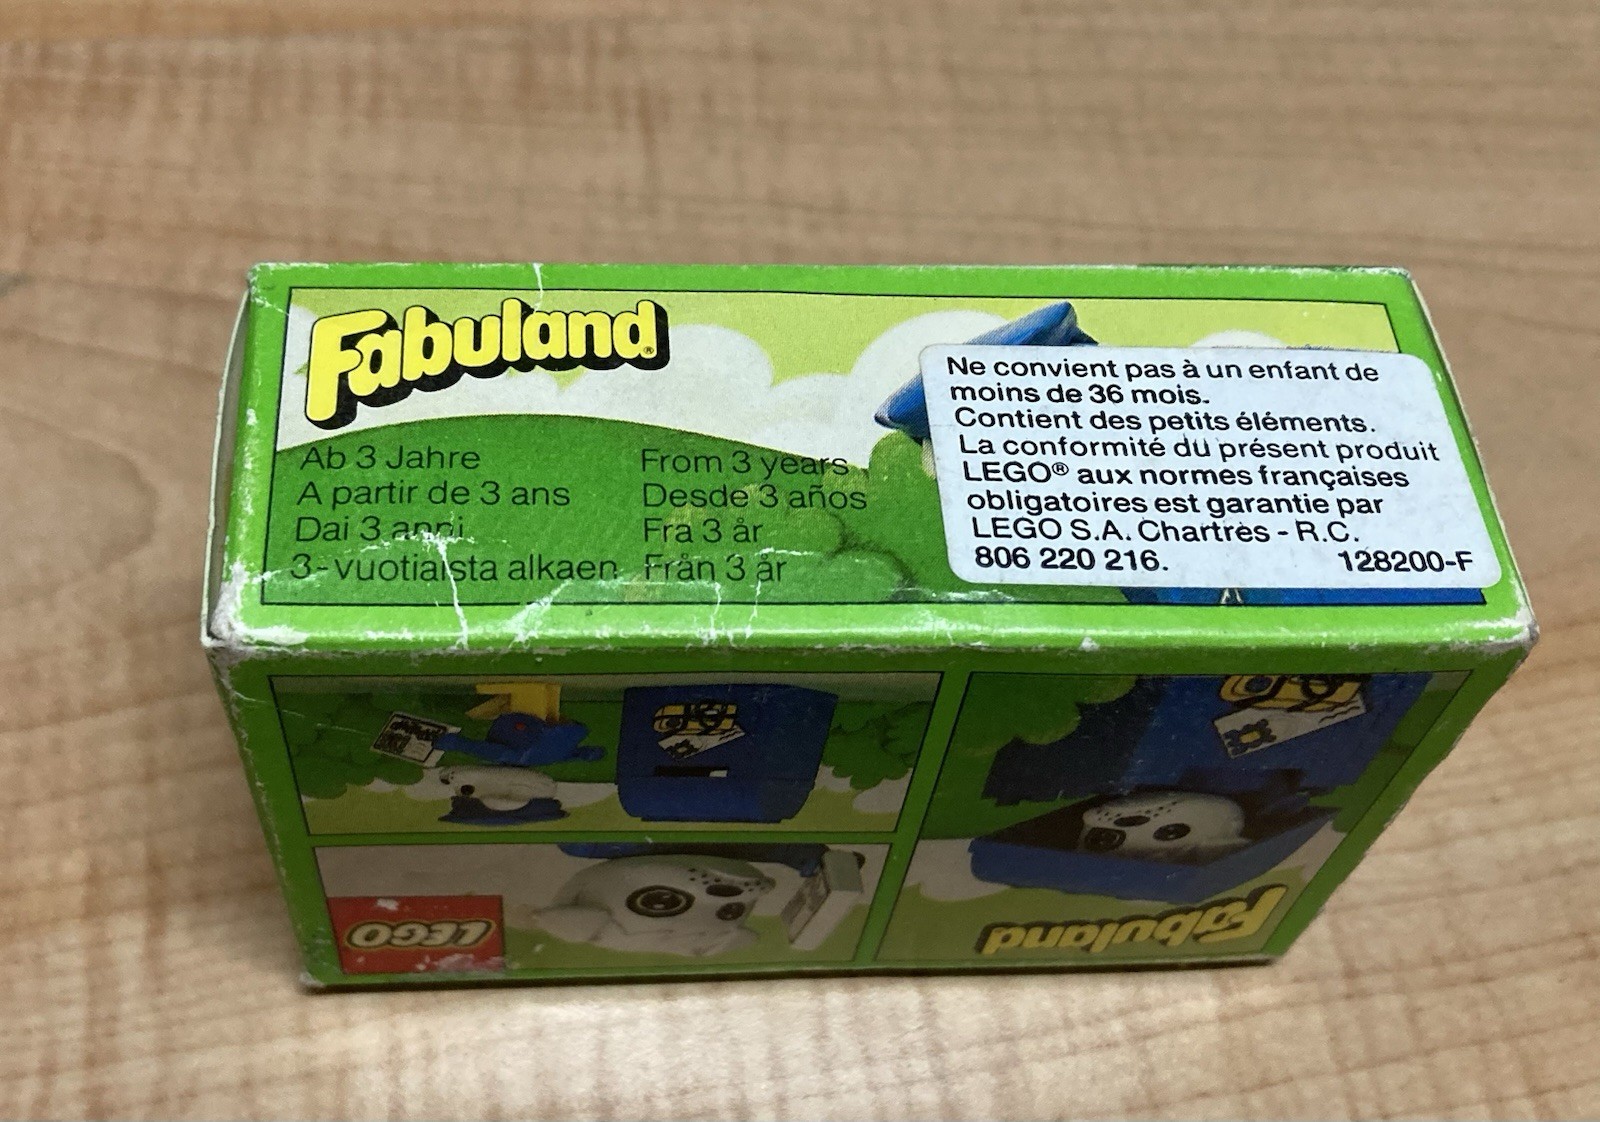 Fabuland®
Ab 3 Jahre
A partir de 3 ans
Dai 3 anni
3-vuotiaista alkaen
From 3 years
Desde 3 años
Fra 3 år
Från 3 år
Ne convient pas à un enfant de
moins de 36 mois.
Contient des petits éléments.
La conformité du présent produit
LEGO® aux normes françaises
obligatoires est garantie par
LEGO S.A. Chartres - R.C.
806 220 216. 128200-F
LEGO
Fabuland